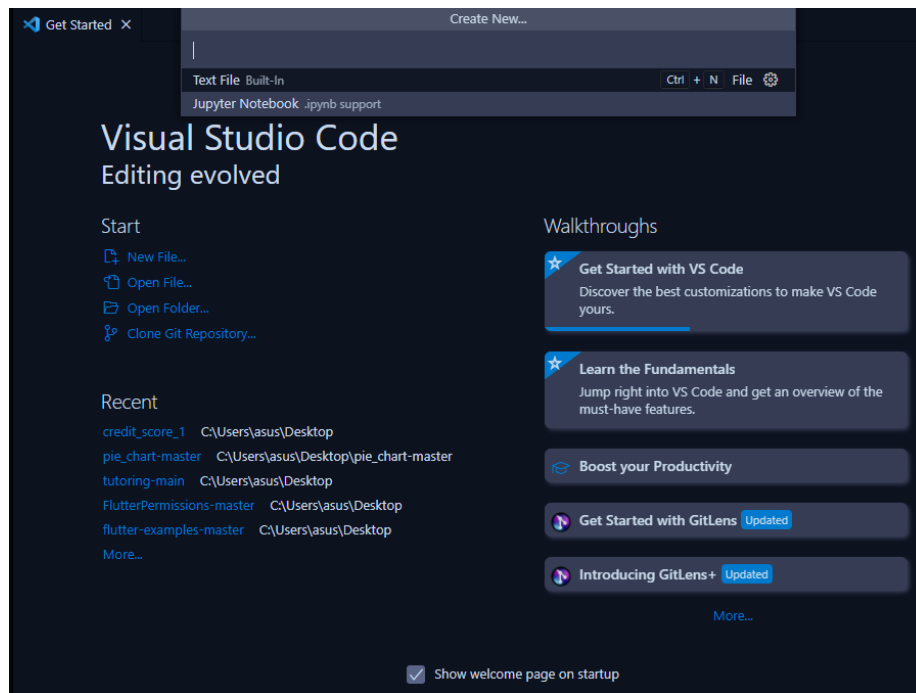 Get Started
Create New...
Text File Built-In Ctrl + N File
Jupyter Notebook .ipynb support
Visual Studio Code
Editing evolved
Start
New File...
Open File...
Open Folder...
Clone Git Repository...
Recent
credit_score_1 C:\Users\asus\Desktop
pie_chart-master C:\Users\asus\Desktop\pie_chart-master
tutoring-main C:\Users\asus\Desktop
FlutterPermissions-master C:\Users\asus\Desktop
flutter-examples-master C:\Users\asus\Desktop
More...
Walkthroughs
Get Started with VS Code
Discover the best customizations to make VS Code
yours.
Learn the Fundamentals
Jump right into VS Code and get an overview of the
must-have features.
Boost your Productivity
Get Started with GitLens Updated
Introducing GitLens+ Updated
More...
Show welcome page on startup